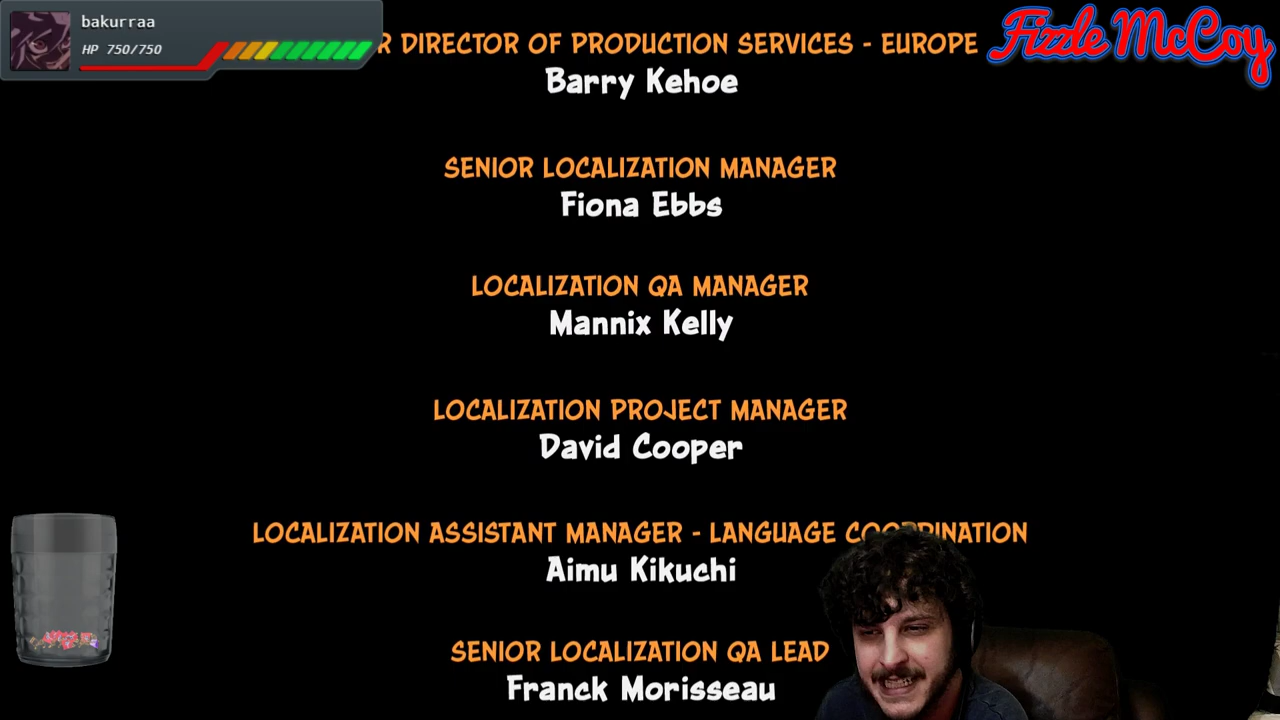 bakurraa
HP 750/750
R DIRECTOR OF PRODUCTION SERVICES - EUROPE
Fizzle McCoy
Barry Kehoe
SENIOR LOCALIZATION MANAGER
Fiona Ebbs
LOCALIZATION QA MANAGER
Mannix Kelly
LOCALIZATION PROJECT MANAGER
David Cooper
LOCALIZATION ASSISTANT MANAGER - LANGUAGE COORDINATION
Aimu Kikuchi
SENIOR LOCALIZATION QA LEAD
Franck Morisseau